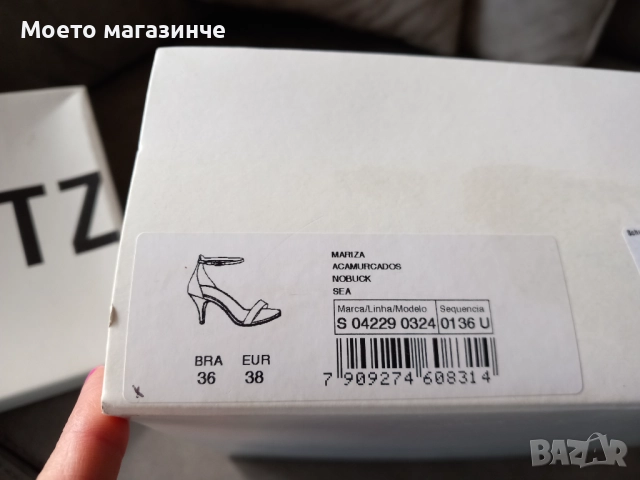 Моето магазинче
TZ
MARIZA
ACAMURCADOS
NOBUCK
SEA
Marca/Linha/Modelo Sequencia
S 04229 0324 0136 U
BRA EUR
36 38
7 909274 608314
BAZAR